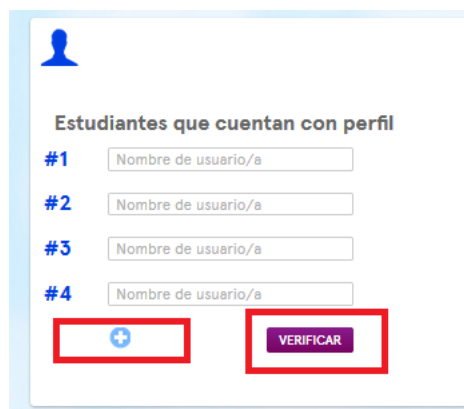 Estudiantes que cuentan con perfil
#1 Nombre de usuario/a
#2 Nombre de usuario/a
#3 Nombre de usuario/a
#4 Nombre de usuario/a
VERIFICAR